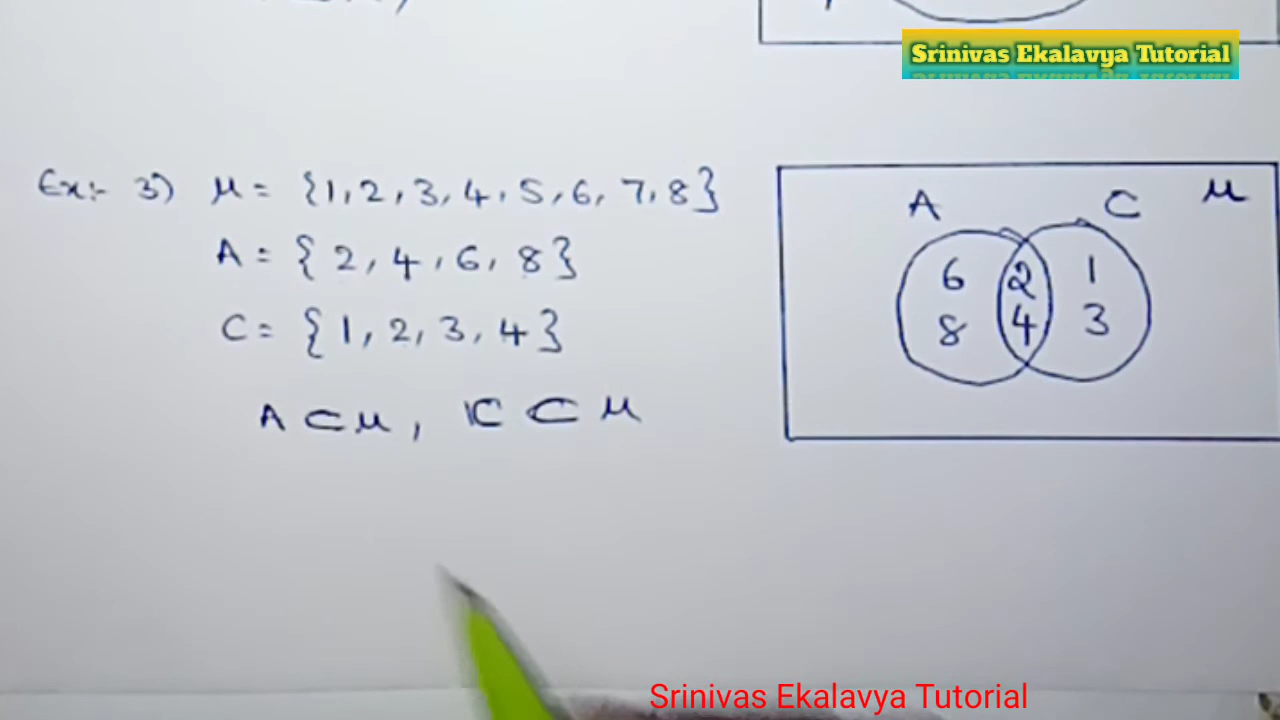 Srinivas Ekalavya Tutorial
Ex:- 3) μ = {1, 2, 3, 4, 5, 6, 7, 8}
A = {2, 4, 6, 8}
C = {1, 2, 3, 4}
A ⊂ μ, C ⊂ μ
A C μ
6 2 1
8 4 3
Srinivas Ekalavya Tutorial